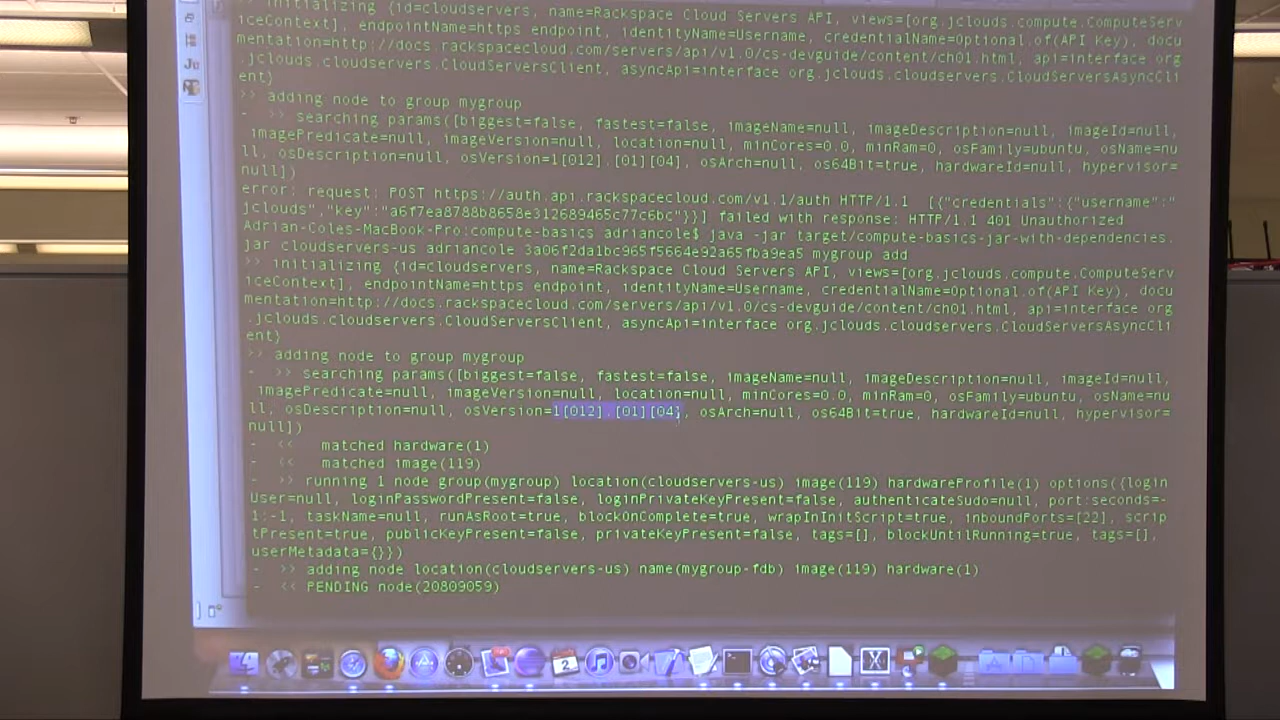 >> initializing {id=cloudservers, name=Rackspace Cloud Servers API, views=[org.jclouds.compute.ComputeServ
iceContext], endpointName=https endpoint, identityName=Username, credentialName=Optional.of(API Key), docu
mentation=http://docs.rackspacecloud.com/servers/api/v1.0/cs-devguide/content/ch01.html, api=interface org
.jclouds.cloudservers.CloudServersClient, asyncApi=interface org.jclouds.cloudservers.CloudServersAsyncCli
ent}
>> adding node to group mygroup
- >> searching params([biggest=false, fastest=false, imageName=null, imageDescription=null, imageId=null,
imagePredicate=null, imageVersion=null, location=null, minCores=0.0, minRam=0, osFamily=ubuntu, osName=nu
ll, osDescription=null, osVersion=1[012].[01][04], osArch=null, os64Bit=true, hardwareId=null, hypervisor=
null])
error: request: POST https://auth.api.rackspacecloud.com/v1.1/auth HTTP/1.1 [{"credentials":{"username":"
jclouds","key":"a6f7ea8788b8658e312689465c77c6bc"}}] failed with response: HTTP/1.1 401 Unauthorized
Adrian-Coles-MacBook-Pro:compute-basics adriancole$ java -jar target/compute-basics-jar-with-dependencies.
jar cloudservers-us adriancole 3a06f2da1bc965f5664e92a65fba9ea5 mygroup add
>> initializing {id=cloudservers, name=Rackspace Cloud Servers API, views=[org.jclouds.compute.ComputeServ
iceContext], endpointName=https endpoint, identityName=Username, credentialName=Optional.of(API Key), docu
mentation=http://docs.rackspacecloud.com/servers/api/v1.0/cs-devguide/content/ch01.html, api=interface org
.jclouds.cloudservers.CloudServersClient, asyncApi=interface org.jclouds.cloudservers.CloudServersAsyncCli
ent}
>> adding node to group mygroup
- >> searching params([biggest=false, fastest=false, imageName=null, imageDescription=null, imageId=null,
imagePredicate=null, imageVersion=null, location=null, minCores=0.0, minRam=0, osFamily=ubuntu, osName=nu
ll, osDescription=null, osVersion=1[012].[01][04], osArch=null, os64Bit=true, hardwareId=null, hypervisor=
null])
- << matched hardware(1)
- << matched image(119)
- >> running 1 node group(mygroup) location(cloudservers-us) image(119) hardwareProfile(1) options({login
User=null, loginPasswordPresent=false, loginPrivateKeyPresent=false, authenticateSudo=null, port:seconds=-
1:-1, taskName=null, runAsRoot=true, blockOnComplete=true, wrapInInitScript=true, inboundPorts=[22], scrip
tPresent=true, publicKeyPresent=false, privateKeyPresent=false, tags=[], blockUntilRunning=true, tags=[],
userMetadata={}})
- >> adding node location(cloudservers-us) name(mygroup-fdb) image(119) hardware(1)
- << PENDING node(20809059)
Ju
2
X